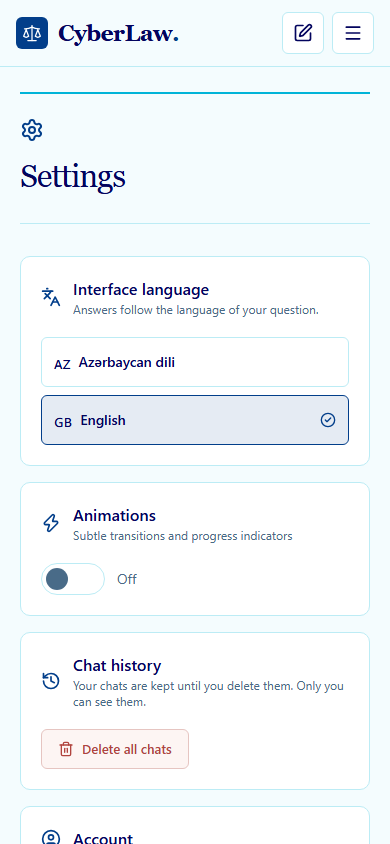 CyberLaw.
Settings
Interface language
Answers follow the language of your question.
AZ Azərbaycan dili
GB English
Animations
Subtle transitions and progress indicators
Off
Chat history
Your chats are kept until you delete them. Only you
can see them.
Delete all chats
Account